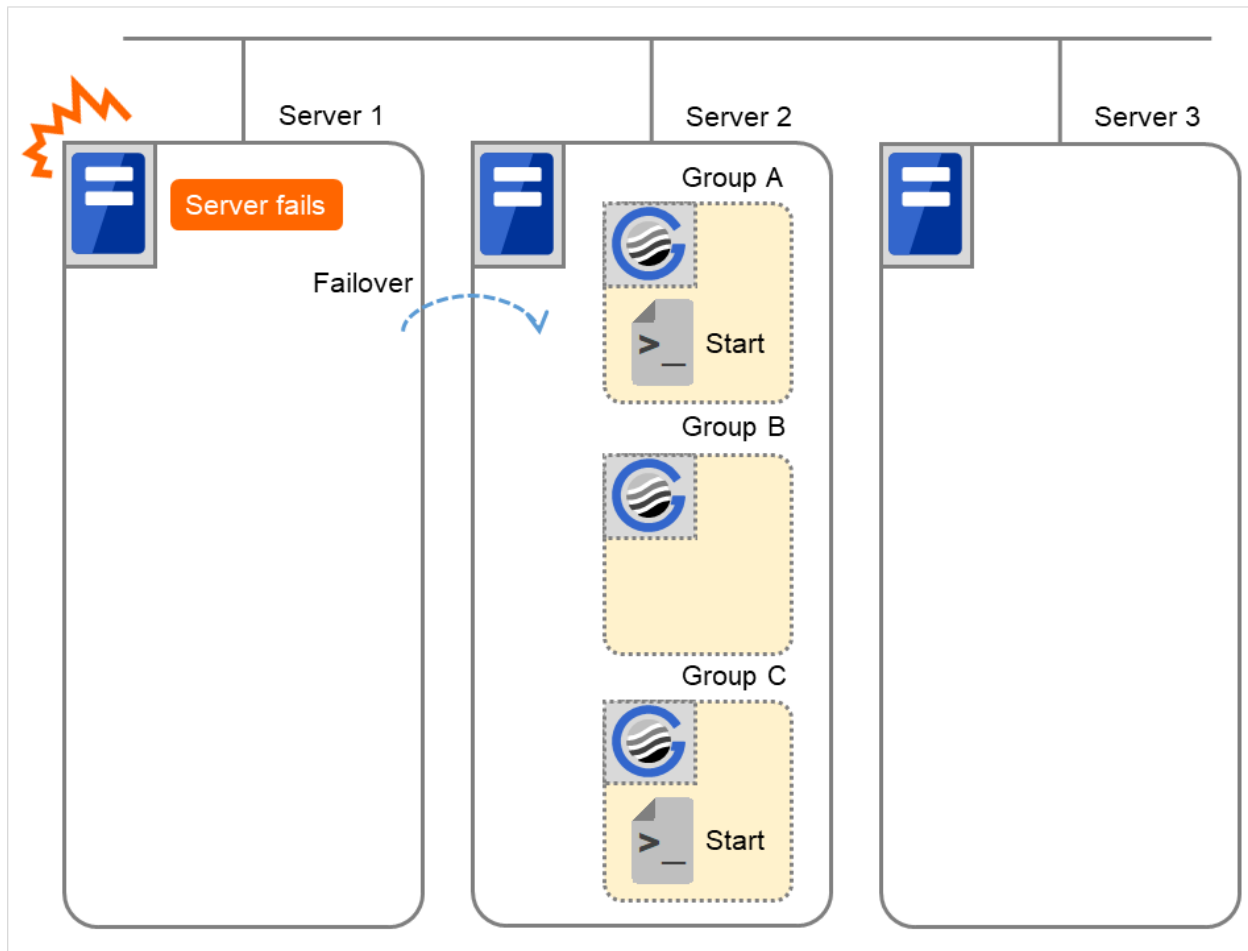 Server 1
Server 2
Server 3
Server fails
Failover
Group A
>_ Start
Group B
Group C
>_ Start